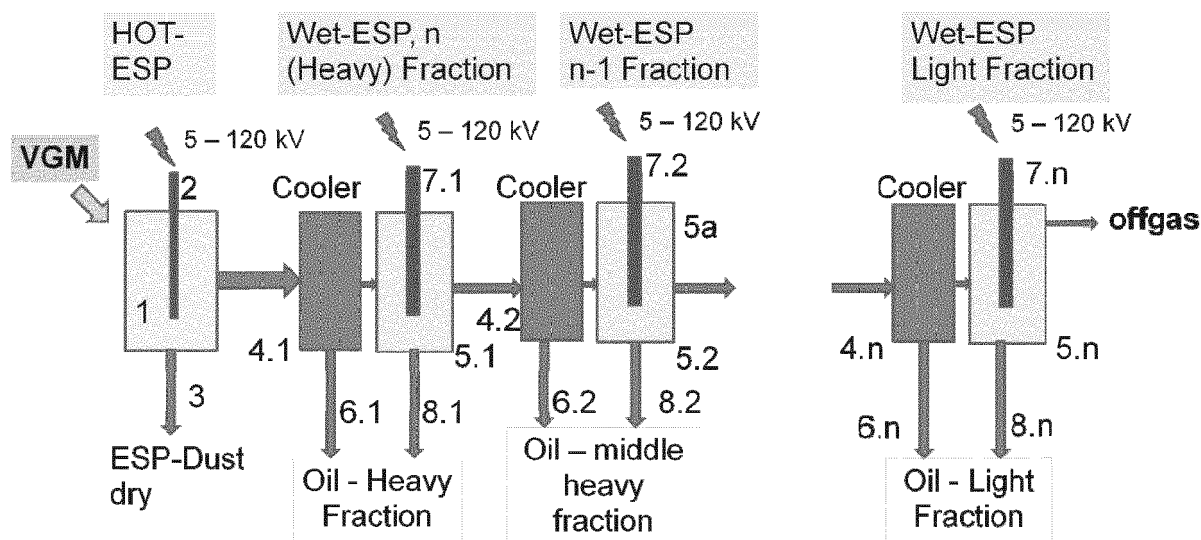 HOT-
ESP
Wet-ESP, n
(Heavy) Fraction
Wet-ESP
n-1 Fraction
Wet-ESP
Light Fraction
5 – 120 kV
5 – 120 kV
5 – 120 kV
5 – 120 kV
VGM
2
Cooler
7.1
Cooler
7.2
Cooler
7.n
5a
offgas
1
4.1
5.1
4.2
5.2
4.n
5.n
3
6.1
8.1
6.2
8.2
6.n
8.n
ESP-Dust
dry
Oil - Heavy
Fraction
Oil – middle
heavy
fraction
Oil - Light
Fraction